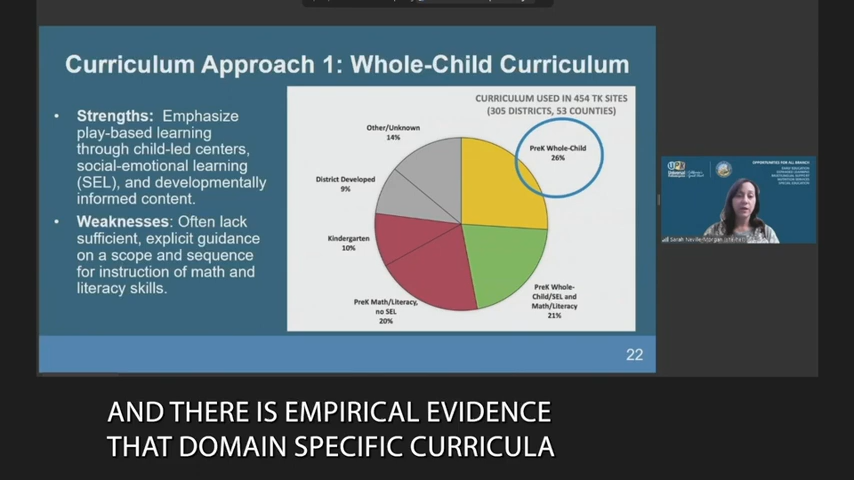 Curriculum Approach 1: Whole-Child Curriculum
• Strengths: Emphasize
play-based learning
through child-led centers,
social-emotional learning
(SEL), and developmentally
informed content.
• Weaknesses: Often lack
sufficient, explicit guidance
on a scope and sequence
for instruction of math and
literacy skills.
CURRICULUM USED IN 454 TK SITES
(305 DISTRICTS, 53 COUNTIES)
Other/Unknown
14%
PreK Whole-Child
26%
District Developed
9%
Kindergarten
10%
PreK Math/Literacy,
no SEL
20%
PreK Whole-
Child/SEL and
Math/Literacy
21%
22
OPPORTUNITIES FOR ALL BRANCH
AND THERE IS EMPIRICAL EVIDENCE
THAT DOMAIN SPECIFIC CURRICULA